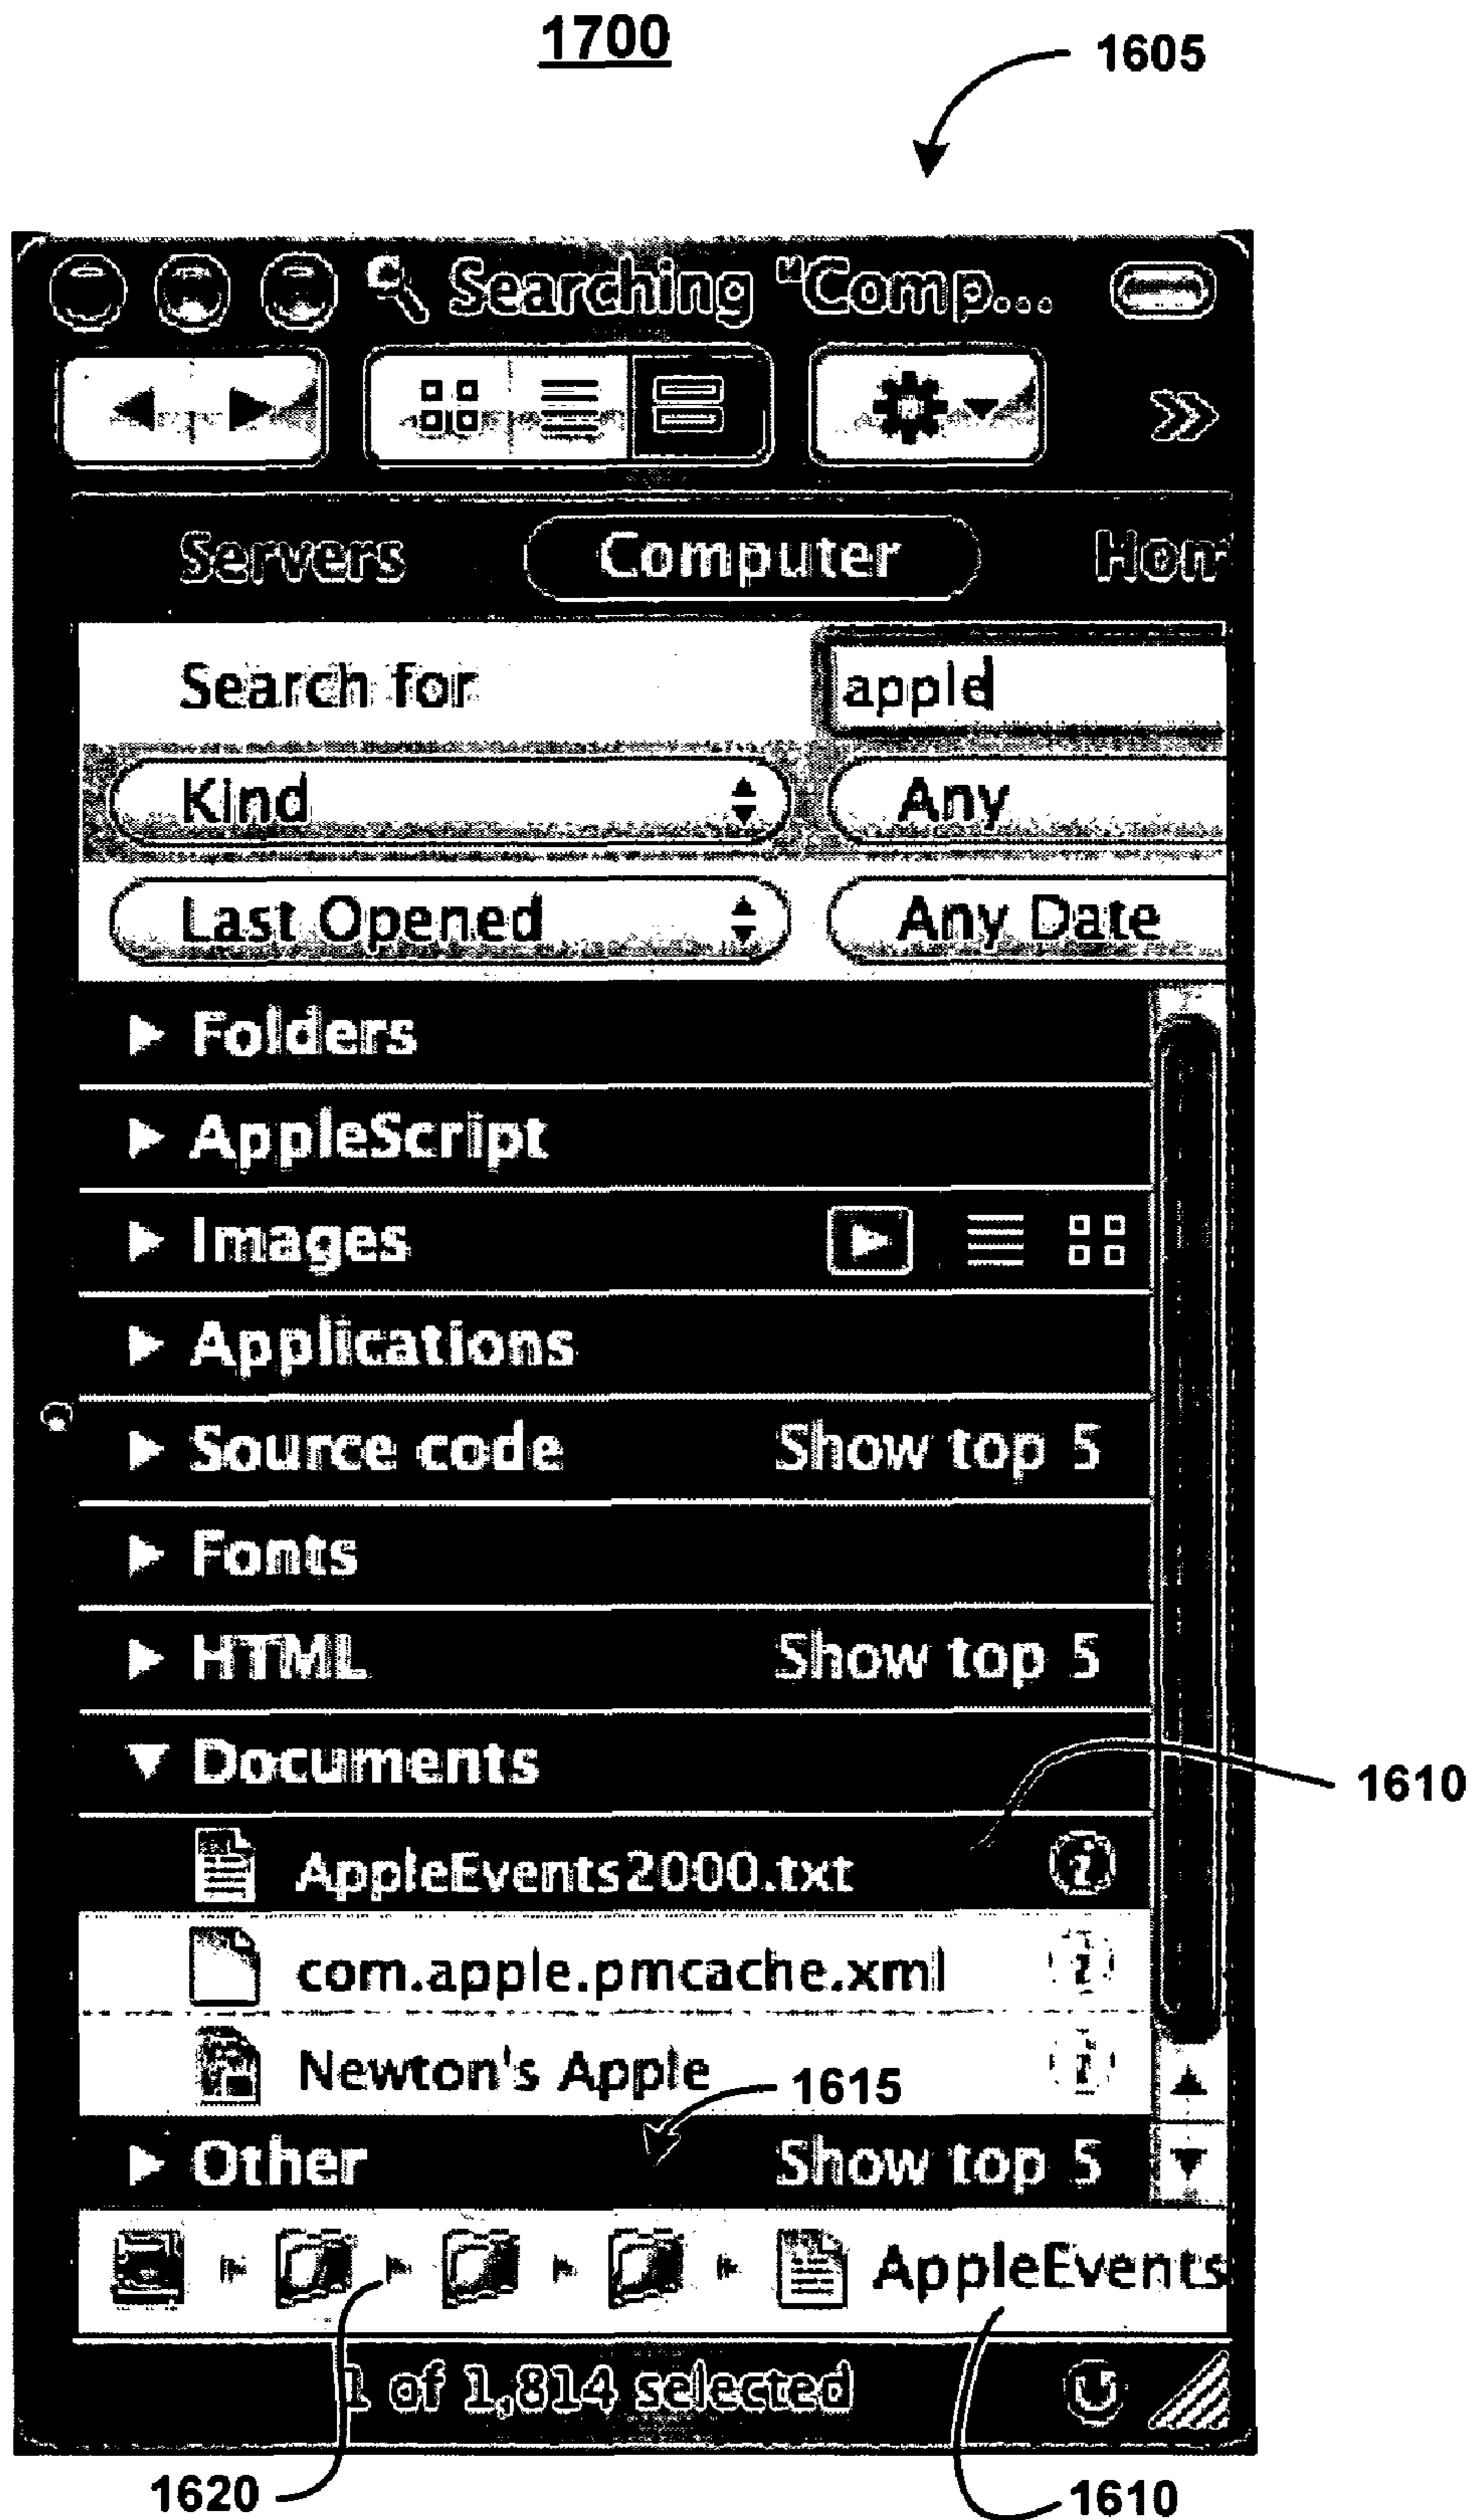 1700
1605
Searching "Comp...
Servers Computer Hom
Search for apple
Kind Any
Last Opened Any Date
Folders
AppleScript
Images
Applications
Source code Show top 5
Fonts
HTML Show top 5
Documents
1610
AppleEvents2000.txt
com.apple.pmcache.xml
Newton's Apple
1615
Other Show top 5
AppleEvents
1 of 1,814 selected
1620
1610